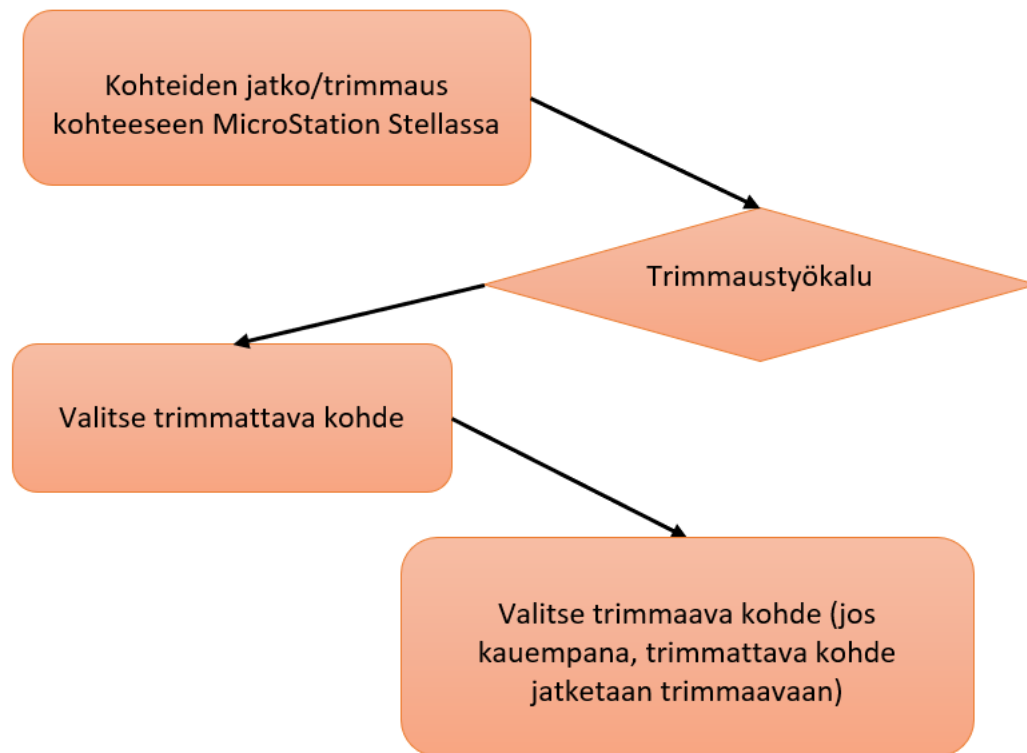 Kohteiden jatko/trimmaus
kohteeseen MicroStation Stellassa
Trimmaustyökalu
Valitse trimmattava kohde
Valitse trimmaava kohde (jos
kauempana, trimmattava kohde
jatketaan trimmaavaan)